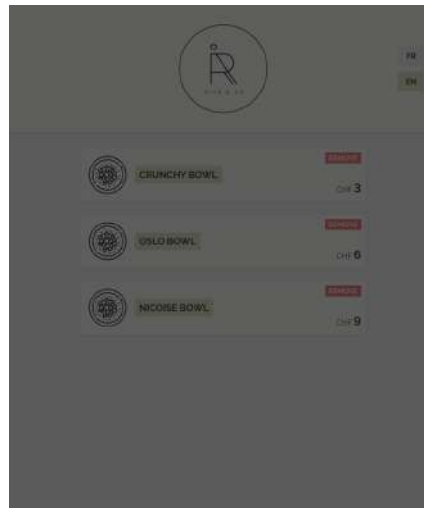 FR
EN
REMOVE
CRUNCHY BOWL
CHF 3
REMOVE
OSLO BOWL
CHF 6
REMOVE
NICOISE BOWL
CHF 9